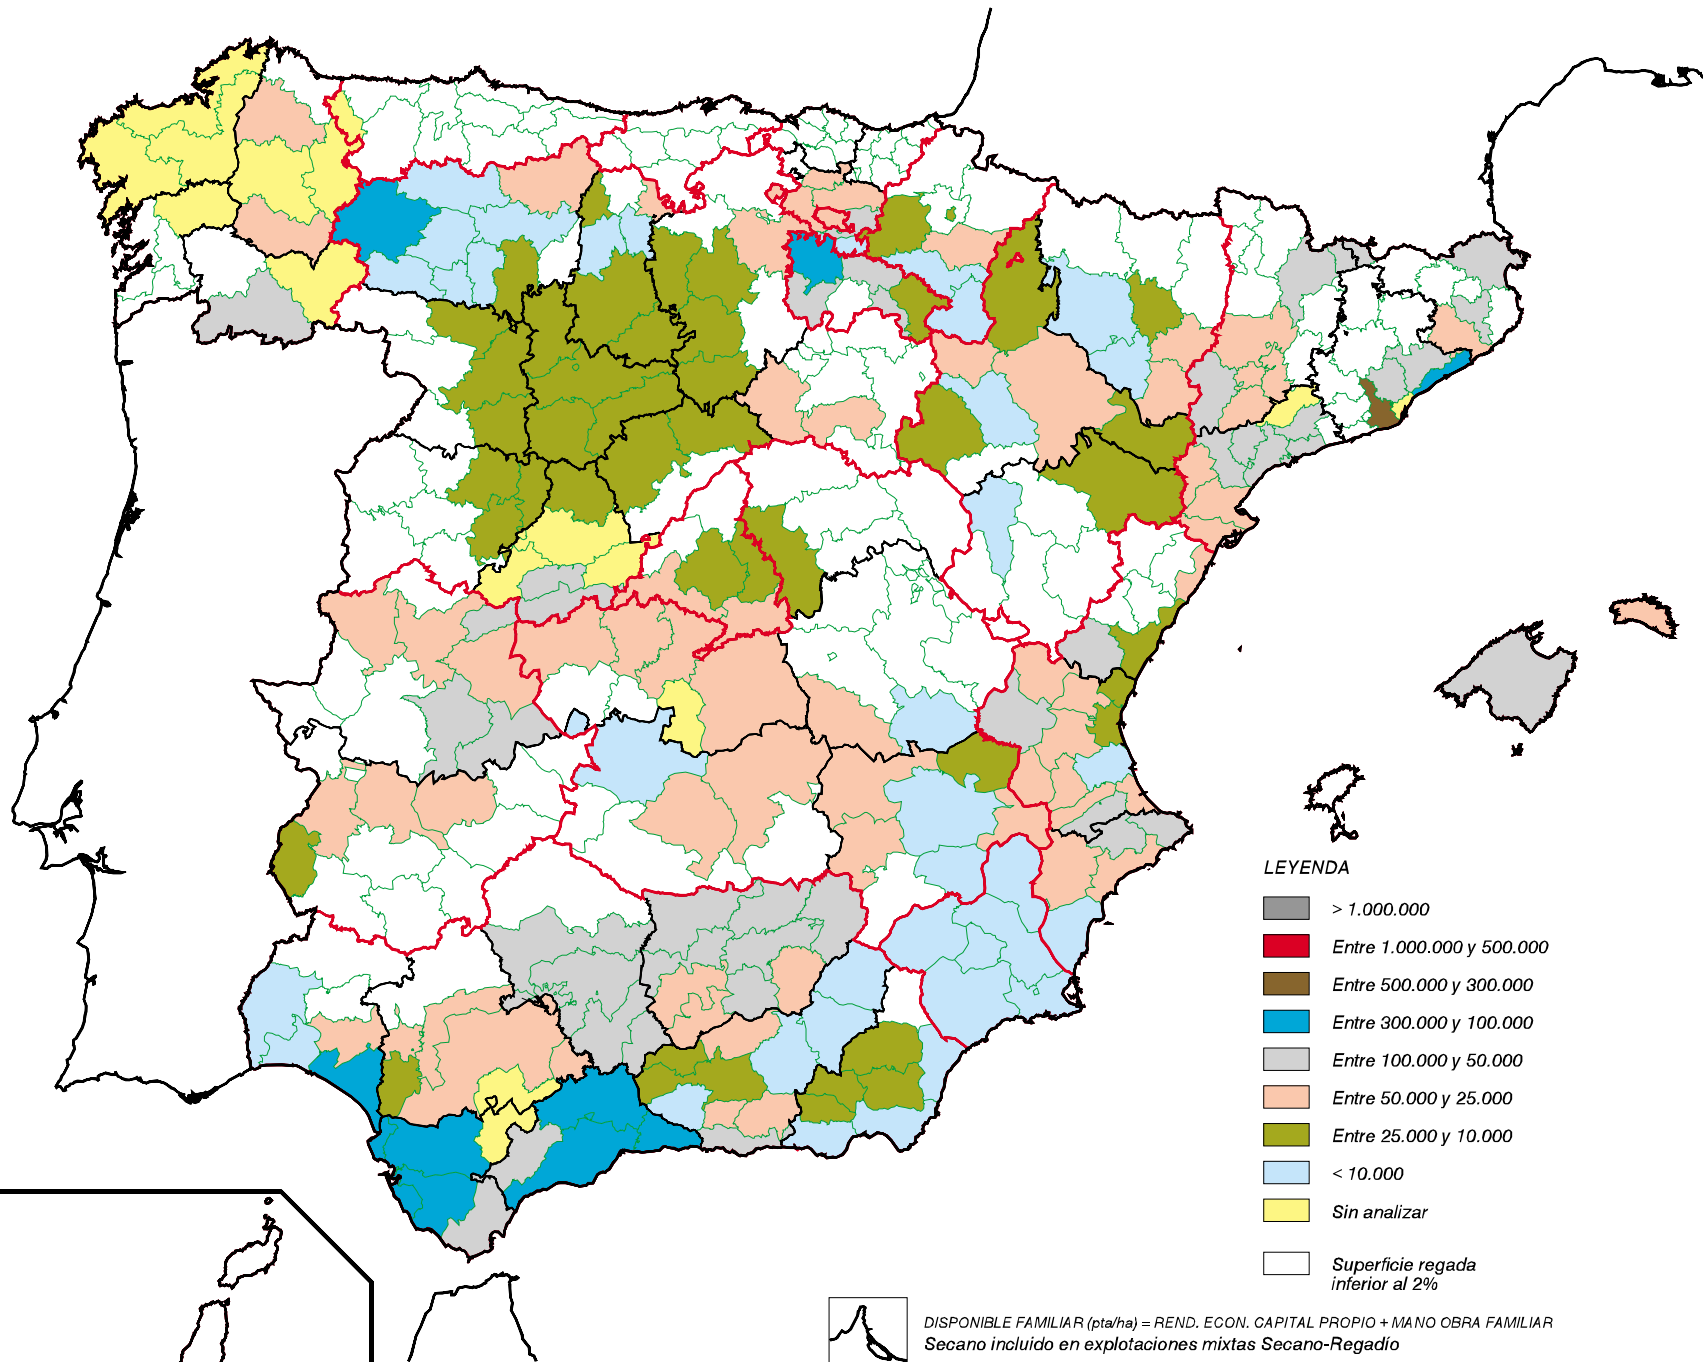 LEYENDA
> 1.000.000
Entre 1.000.000 y 500.000
Entre 500.000 y 300.000
Entre 300.000 y 100.000
Entre 100.000 y 50.000
Entre 50.000 y 25.000
Entre 25.000 y 10.000
< 10.000
Sin analizar
Superficie regada
inferior al 2%
DISPONIBLE FAMILIAR (pta/ha) = REND. ECON. CAPITAL PROPIO + MANO OBRA FAMILIAR
Secano incluido en explotaciones mixtas Secano-Regadío